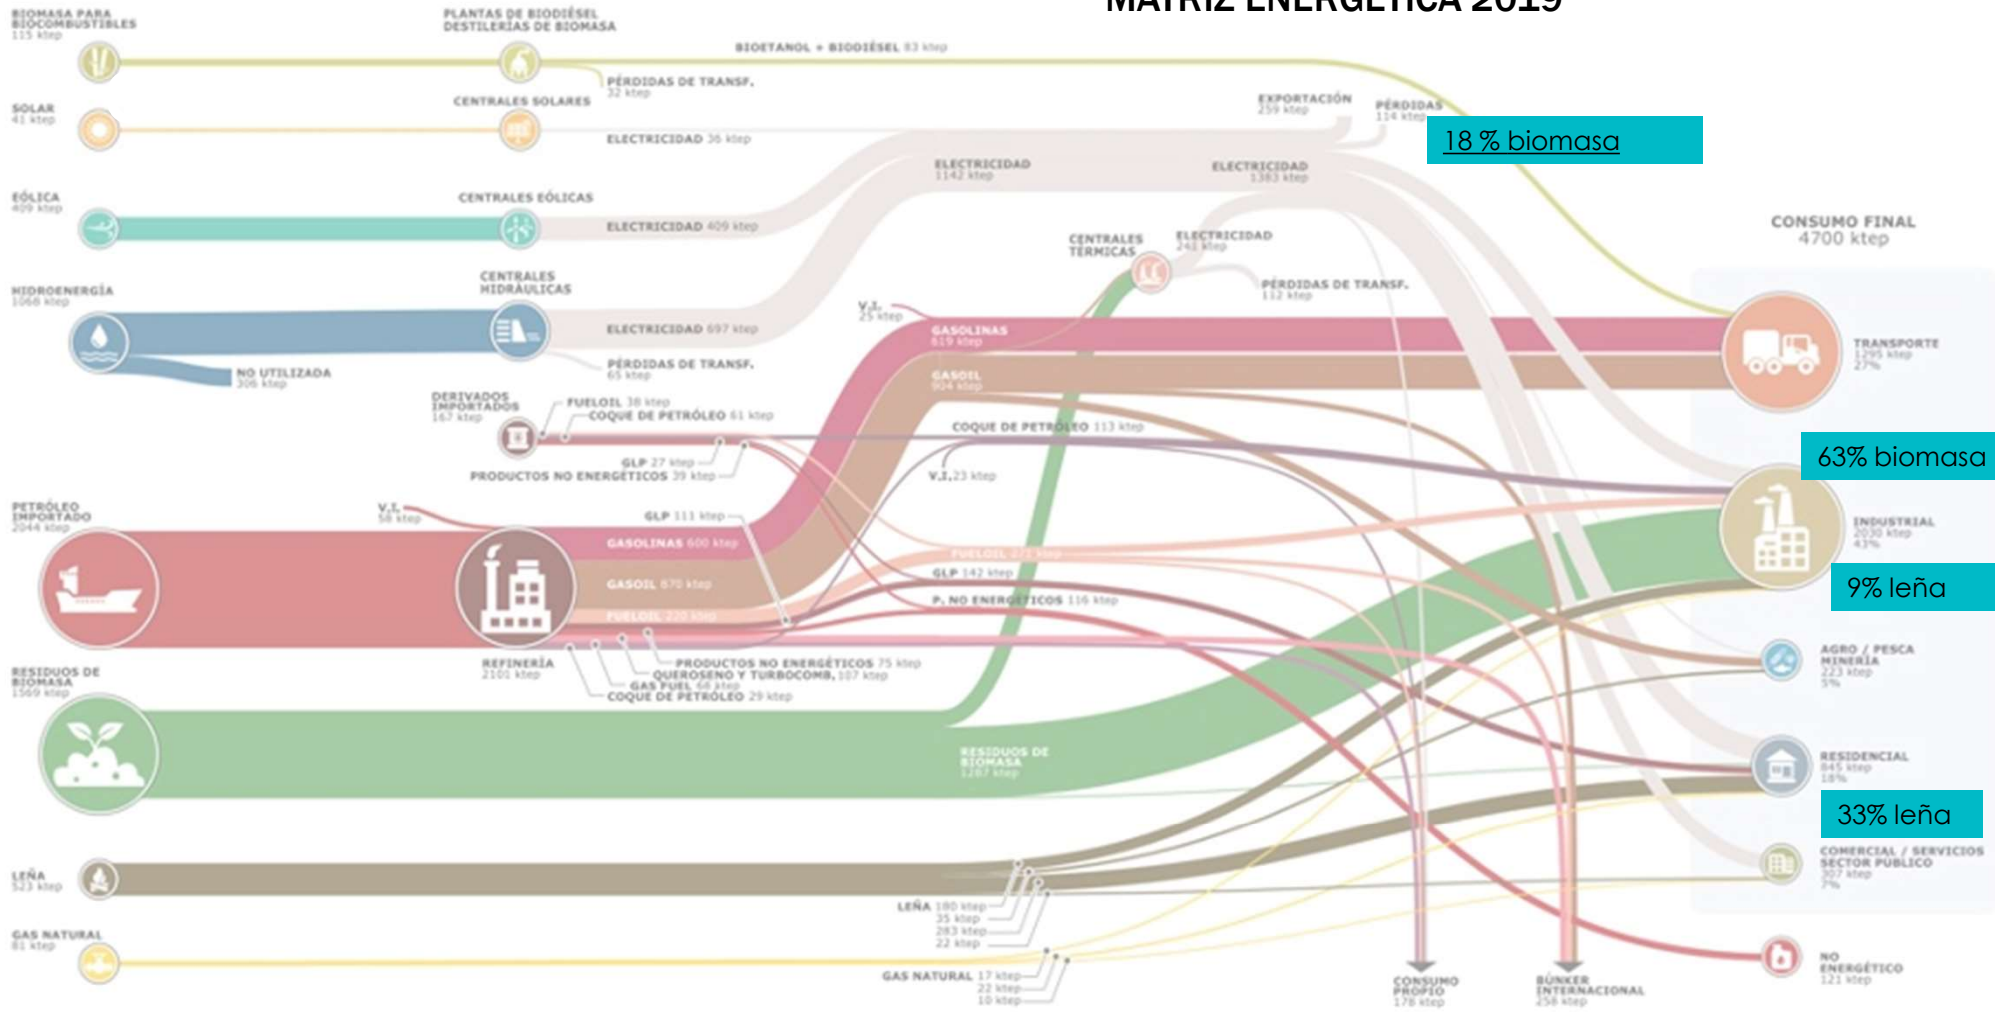 MATRIZ ENERGÉTICA 2019
BIOMASA PARA
BIOCOMBUSTIBLES
115 ktep
PLANTAS DE BIODIÉSEL
DESTILERÍAS DE BIOMASA
BIOETANOL + BIODIÉSEL 83 ktep
PÉRDIDAS DE TRANSF.
32 ktep
SOLAR
41 ktep
CENTRALES SOLARES
ELECTRICIDAD 36 ktep
EXPORTACIÓN
259 ktep
PÉRDIDAS
114 ktep
18 % biomasa
ELECTRICIDAD
1142 ktep
ELECTRICIDAD
1383 ktep
EÓLICA
409 ktep
CENTRALES EÓLICAS
ELECTRICIDAD 409 ktep
CONSUMO FINAL
4700 ktep
CENTRALES
TÉRMICAS
ELECTRICIDAD
241 ktep
PÉRDIDAS DE TRANSF.
112 ktep
HIDROENERGÍA
1068 ktep
CENTRALES
HIDRÁULICAS
ELECTRICIDAD 697 ktep
PÉRDIDAS DE TRANSF.
65 ktep
NO UTILIZADA
306 ktep
V.I.
25 ktep
GASOLINAS
619 ktep
GASOIL
904 ktep
TRANSPORTE
1295 ktep
27%
DERIVADOS
IMPORTADOS
167 ktep
FUELOIL 38 ktep
COQUE DE PETRÓLEO 61 ktep
GLP 27 ktep
PRODUCTOS NO ENERGÉTICOS 39 ktep
COQUE DE PETRÓLEO 113 ktep
V.I. 23 ktep
63% biomasa
PETRÓLEO
IMPORTADO
2044 ktep
V.I.
58 ktep
GLP 111 ktep
GASOLINAS 600 ktep
GASOIL 870 ktep
FUELOIL 220 ktep
FUELOIL 271 ktep
GLP 142 ktep
P. NO ENERGÉTICOS 116 ktep
INDUSTRIAL
2030 ktep
43%
9% leña
REFINERÍA
2101 ktep
PRODUCTOS NO ENERGÉTICOS 75 ktep
QUEROSENO Y TURBOCOMB. 107 ktep
GAS FUEL 68 ktep
COQUE DE PETRÓLEO 29 ktep
AGRO / PESCA
MINERÍA
223 ktep
5%
RESIDUOS DE
BIOMASA
1569 ktep
RESIDUOS DE
BIOMASA
1287 ktep
RESIDENCIAL
845 ktep
18%
33% leña
COMERCIAL / SERVICIOS
SECTOR PÚBLICO
307 ktep
7%
LEÑA
523 ktep
LEÑA 180 ktep
35 ktep
283 ktep
22 ktep
GAS NATURAL
81 ktep
GAS NATURAL 17 ktep
22 ktep
10 ktep
CONSUMO
PROPIO
178 ktep
BÚNKER
INTERNACIONAL
258 ktep
NO
ENERGÉTICO
121 ktep